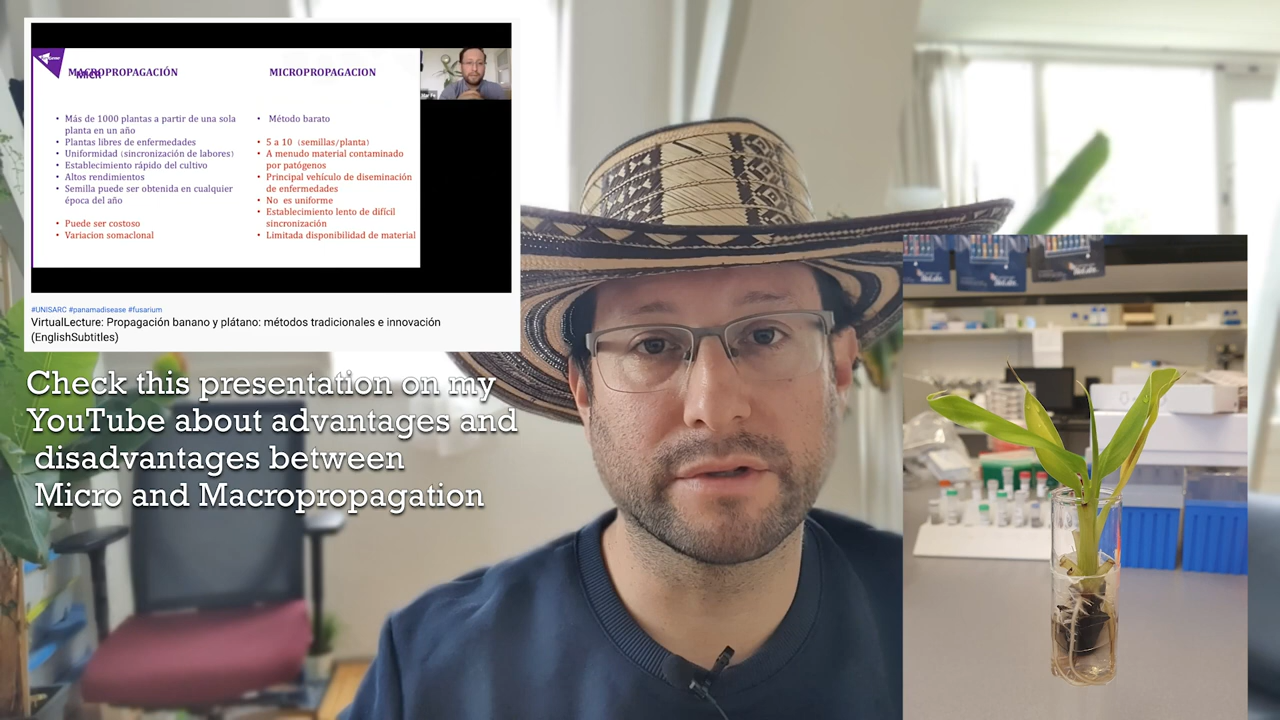 MACROPROPAGACIÓN
MICROPROPAGACION
Más de 1000 plantas a partir de una sola
planta en un año
Plantas libres de enfermedades
Uniformidad (sincronización de labores)
Establecimiento rápido del cultivo
Altos rendimientos
Semilla puede ser obtenida en cualquier
época del año
Puede ser costoso
Variacion somaclonal
Método barato
5 a 10 (semillas/planta)
A menudo material contaminado
por patógenos
Principal vehículo de diseminación
de enfermedades
No es uniforme
Establecimiento lento de difícil
sincronización
Limitada disponibilidad de material
#UNISARC #panamadisease #fusarium
VirtualLecture: Propagación banano y plátano: métodos tradicionales e innovación
(EnglishSubtitles)
Check this presentation on my
YouTube about advantages and
disadvantages between
Micro and Macropropagation